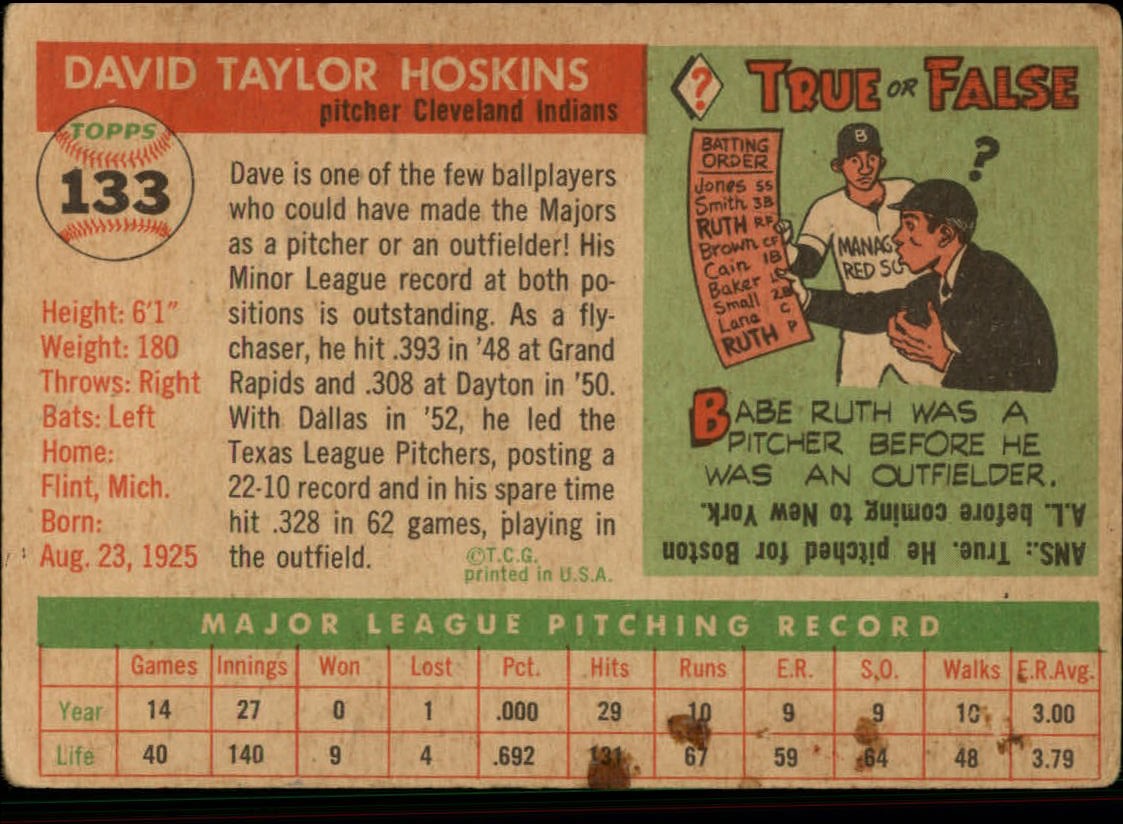 DAVID TAYLOR HOSKINS
pitcher Cleveland Indians
TOPPS
133
Height: 6'1"
Weight: 180
Throws: Right
Bats: Left
Home:
Flint, Mich.
Born:
Aug. 23, 1925
Dave is one of the few ballplayers
who could have made the Majors
as a pitcher or an outfielder! His
Minor League record at both po-
sitions is outstanding. As a fly-
chaser, he hit .393 in '48 at Grand
Rapids and .308 at Dayton in '50.
With Dallas in '52, he led the
Texas League Pitchers, posting a
22-10 record and in his spare time
hit .328 in 62 games, playing in
the outfield.
©T.C.G.
printed in U.S.A.
? TRUE OR FALSE
BATTING
ORDER
Jones SS
Smith 3B
RUTH RF
Brown CF
Cain 1B
Baker
Small 2B
Lane C
RUTH P
B
?
MANAG
RED SO
BABE RUTH WAS A
PITCHER BEFORE HE
WAS AN OUTFIELDER.
ANS.: True. He pitched for Boston
A.L. before coming to New York.
MAJOR LEAGUE PITCHING RECORD
Games Innings Won Lost Pct. Hits Runs E.R. S.O. Walks E.R.Avg.
Year 14 27 0 1 .000 29 10 9 9 10 3.00
Life 40 140 9 4 .692 131 67 59 64 48 3.79